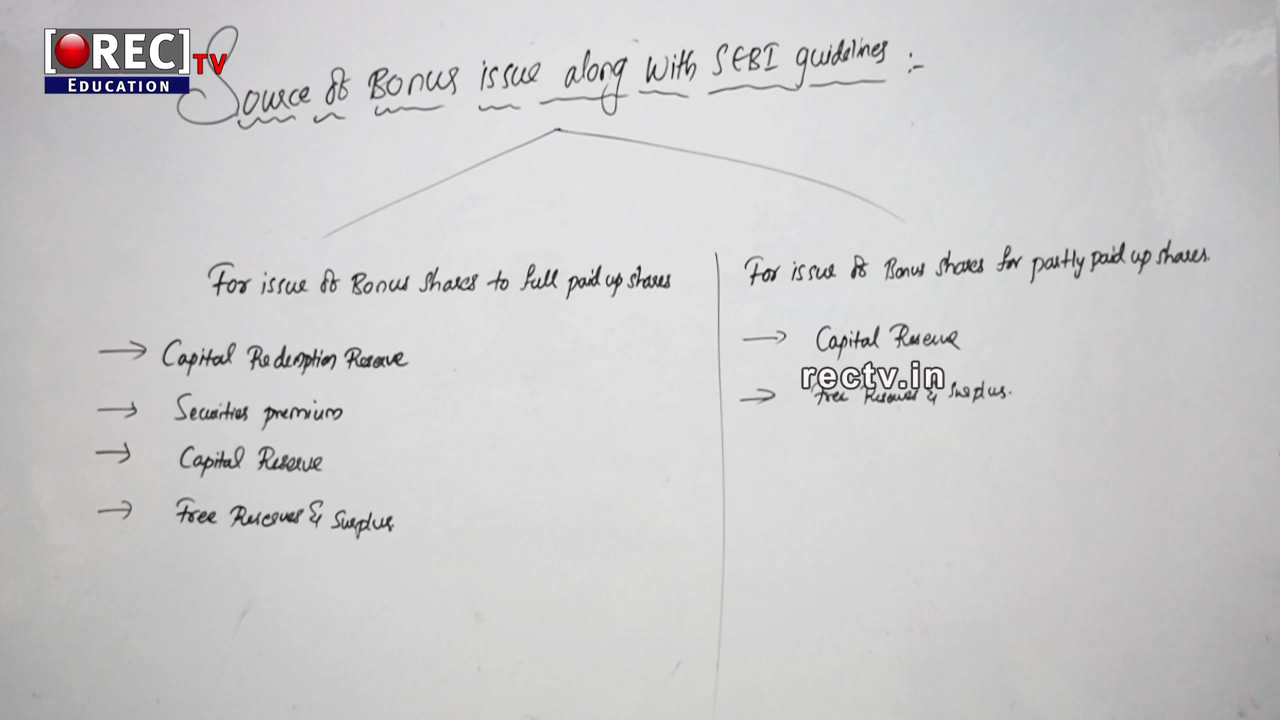 [REC] TV
EDUCATION
Source of Bonus issue along with SEBI guidelines :-
For issue of Bonus shares to full paid up shares
→ Capital Redemption Reserve
→ Securities premium
→ Capital Reserve
→ Free Reserves & Surplus
For issue of Bonus shares for partly paid up shares.
→ Capital Reserve
rectv.in
→ Free Reserves & Surplus.